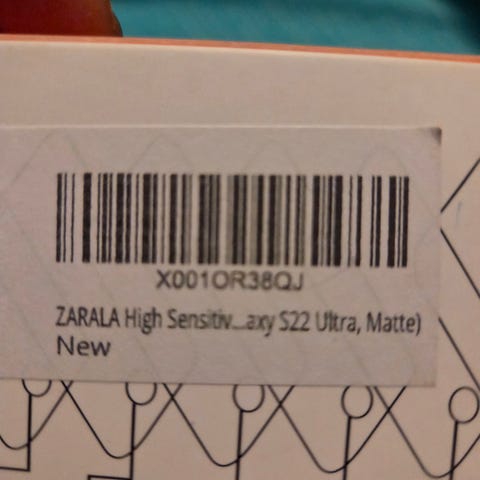 X001OR38QJ
ZARALA High Sensitiv...axy S22 Ultra, Matte)
New